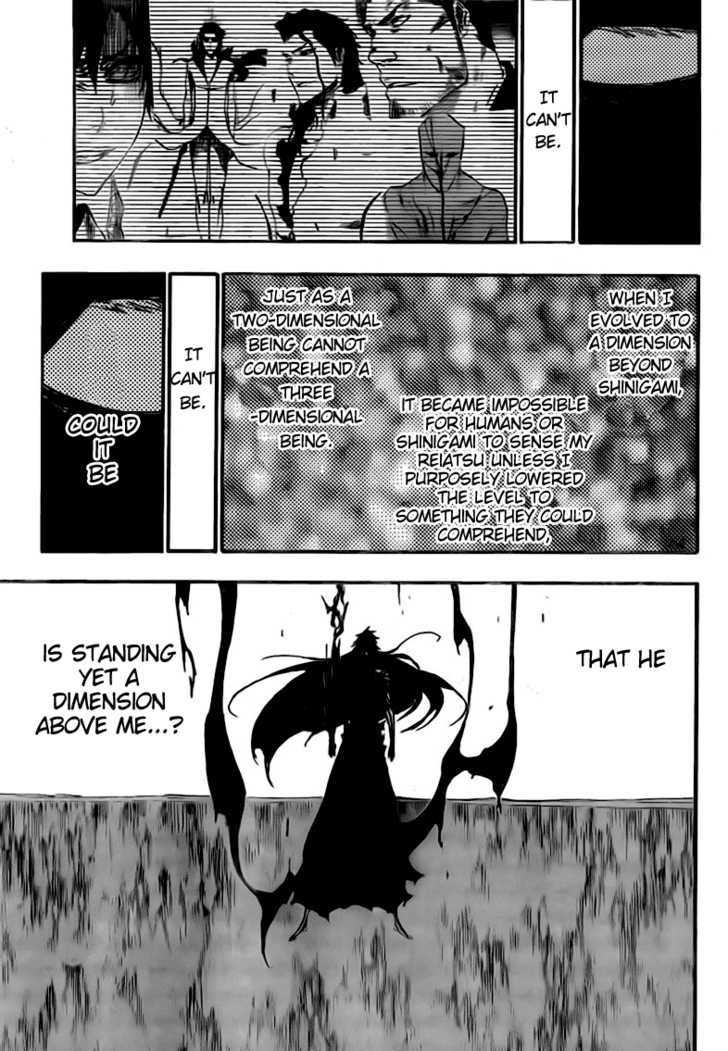 IT
CAN'T
BE.
WHEN I
EVOLVED TO
A DIMENSION
BEYOND
SHINIGAMI,
IT BECAME IMPOSSIBLE
FOR HUMANS OR
SHINIGAMI TO SENSE MY
REIATSU UNLESS I
PURPOSELY LOWERED
THE LEVEL TO
SOMETHING THEY COULD
COMPREHEND,
JUST AS A
TWO-DIMENSIONAL
BEING CANNOT
COMPREHEND A
THREE
-DIMENSIONAL
BEING.
IT
CAN'T
BE.
COULD
IT
BE
THAT HE
IS STANDING
YET A
DIMENSION
ABOVE ME...?